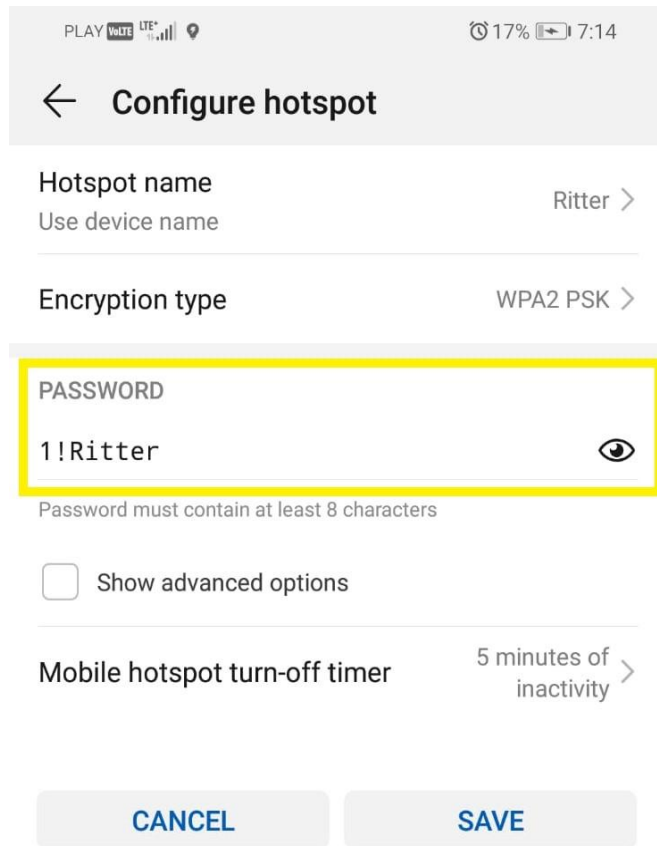 PLAY VoLTE LTE+ 17% 7:14
Configure hotspot
Hotspot name
Use device name
Ritter
Encryption type WPA2 PSK
PASSWORD
1!Ritter
Password must contain at least 8 characters
Show advanced options
Mobile hotspot turn-off timer
5 minutes of
inactivity
CANCEL SAVE